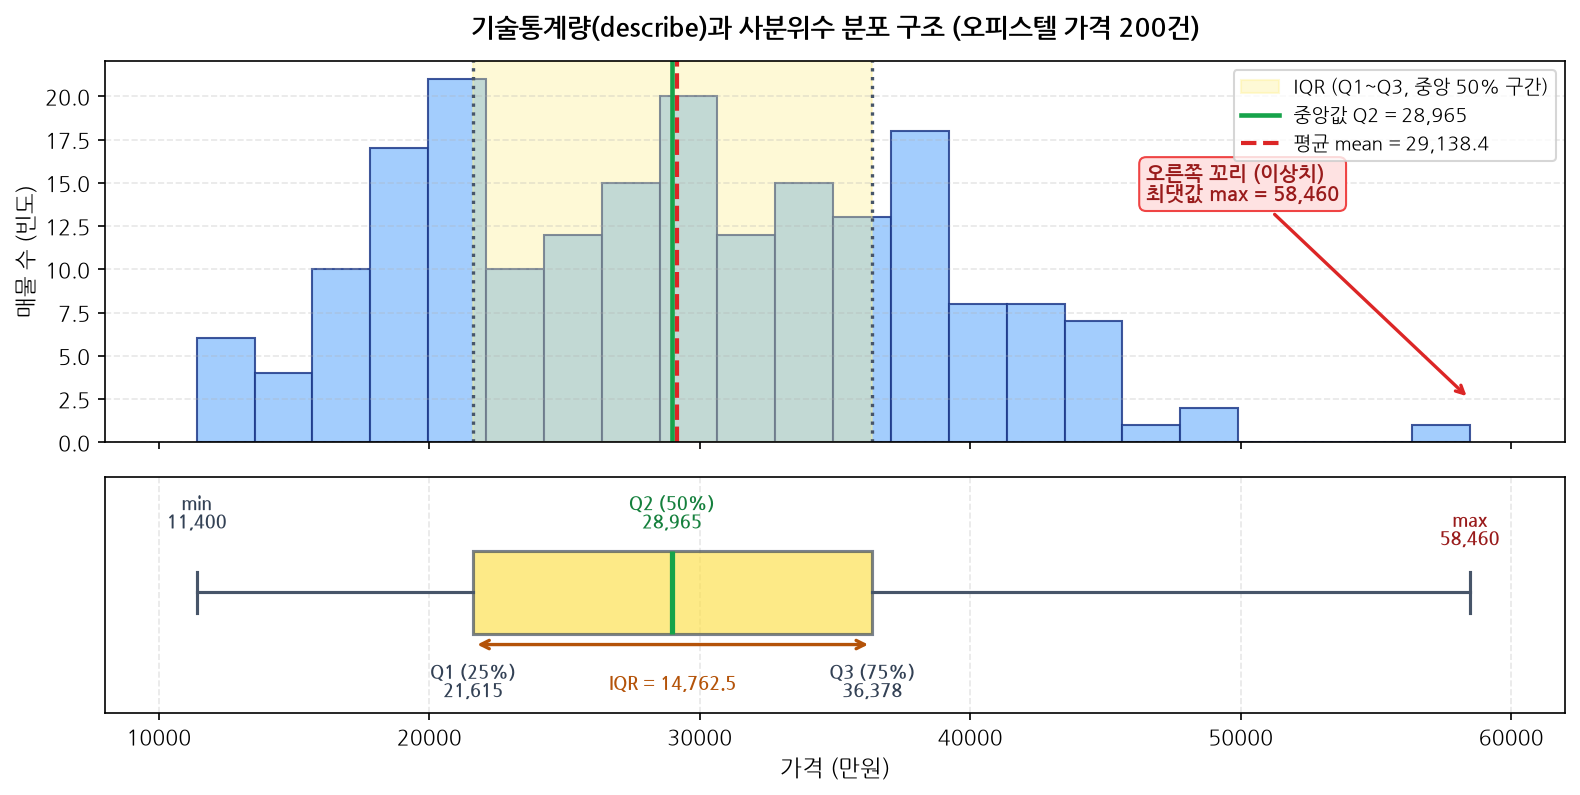 기술통계량(describe)과 사분위수 분포 구조 (오피스텔 가격 200건)
매물 수 (빈도)
20.0
17.5
15.0
12.5
10.0
7.5
5.0
2.5
0.0
IQR (Q1~Q3, 중앙 50% 구간)
중앙값 Q2 = 28,965
평균 mean = 29,138.4
오른쪽 꼬리 (이상치)
최댓값 max = 58,460
min
11,400
Q2 (50%)
28,965
max
58,460
Q1 (25%)
21,615
IQR = 14,762.5
Q3 (75%)
36,378
10000
20000
30000
40000
50000
60000
가격 (만원)